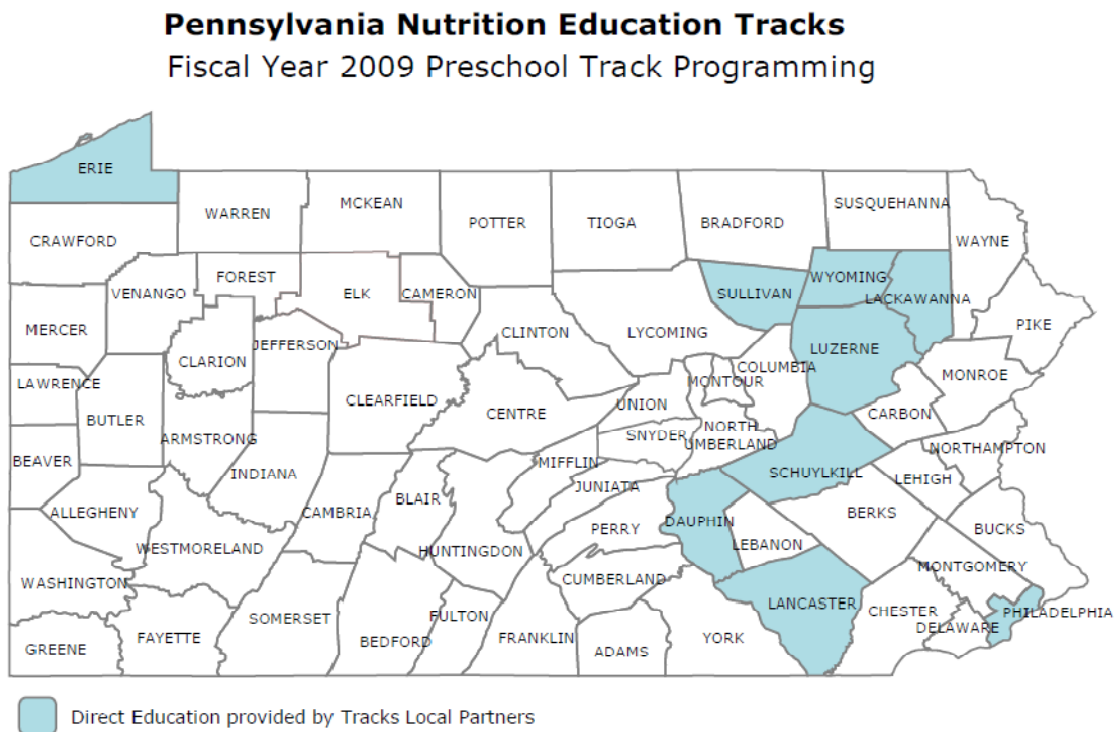 Pennsylvania Nutrition Education Tracks
Fiscal Year 2009 Preschool Track Programming
ERIE
WARREN
MCKEAN
POTTER
TIOGA
BRADFORD
SUSQUEHANNA
CRAWFORD
WAYNE
FOREST
VENANGO
ELK
CAMERON
SULLIVAN
WYOMING
LACKAWANNA
MERCER
CLARION
JEFFERSON
CLINTON
LYCOMING
LUZERNE
PIKE
LAWRENCE
BUTLER
CLEARFIELD
CENTRE
UNION
MONTOUR
COLUMBIA
MONROE
CARBON
BEAVER
ARMSTRONG
INDIANA
SNYDER
NORTH
UMBERLAND
NORTHAMPTON
MIFFLIN
JUNIATA
SCHUYLKILL
LEHIGH
ALLEGHENY
CAMBRIA
BLAIR
PERRY
DAUPHIN
BERKS
BUCKS
WESTMORELAND
HUNTINGDON
LEBANON
MONTGOMERY
WASHINGTON
CUMBERLAND
LANCASTER
CHESTER
PHILADELPHIA
GREENE
FAYETTE
SOMERSET
BEDFORD
FULTON
FRANKLIN
ADAMS
YORK
DELAWARE
Direct Education provided by Tracks Local Partners